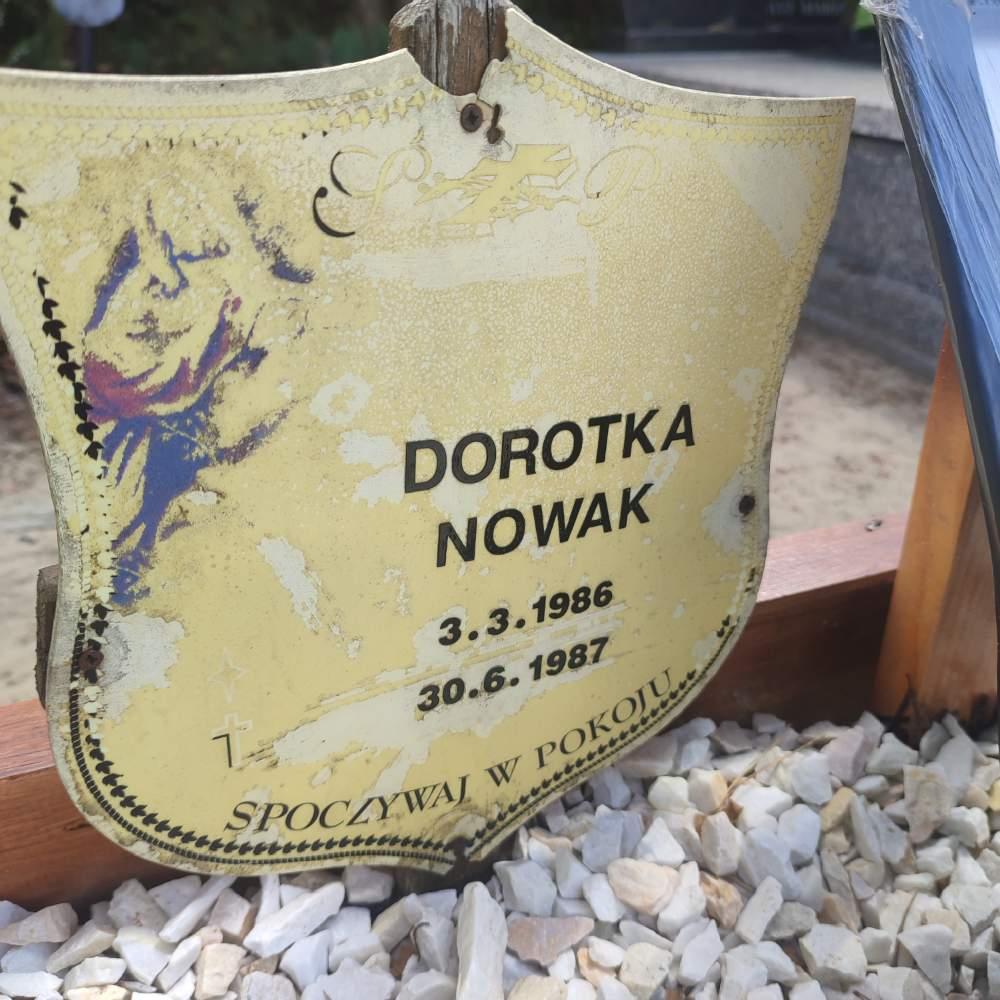 Ś P
DOROTKA
NOWAK
3.3.1986
30.6.1987
SPOCZYWAJ W POKOJU